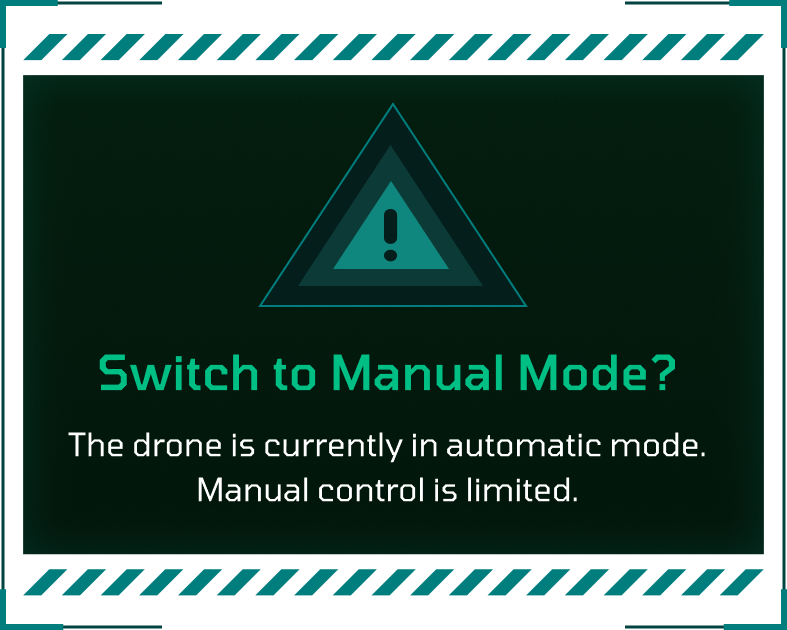 Switch to Manual Mode?
The drone is currently in automatic mode.
Manual control is limited.